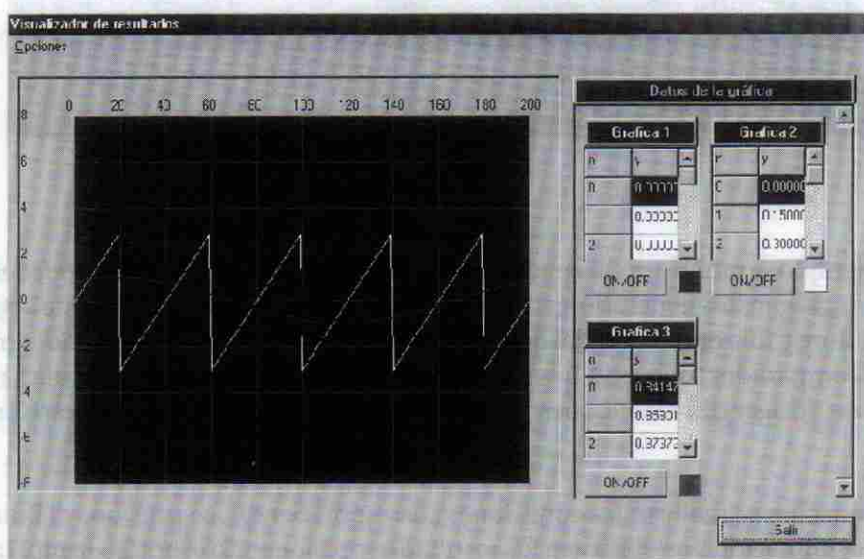 Visualizador de resultados
Opciones
0 20 40 60 80 100 120 140 160 180 200
8
6
4
2
0
-2
-4
-6
Datos de la gráfica
Grafica 1
n y
0
2
ON/OFF
Grafica 2
n y
0 0.00000
1 0.15000
2 0.30000
ON/OFF
Grafica 3
n
0 0.84147
2
ON/OFF
Salir